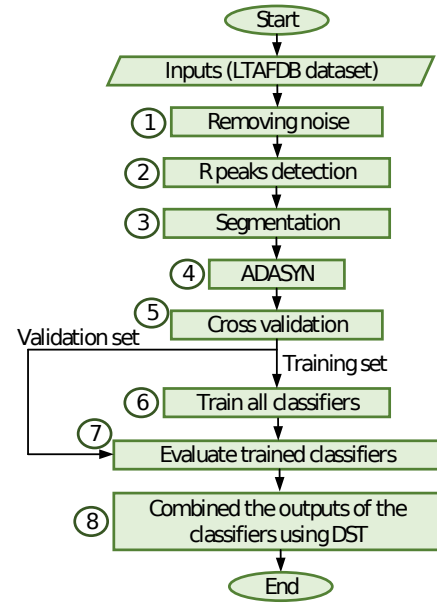 Start
Inputs (LTAFDB dataset)
1
Removing noise
2
R peaks detection
3
Segmentation
4
ADASYN
5
Cross validation
Validation set
Training set
6
Train all classifiers
7
Evaluate trained classifiers
8
Combined the outputs of the
classifiers using DST
End